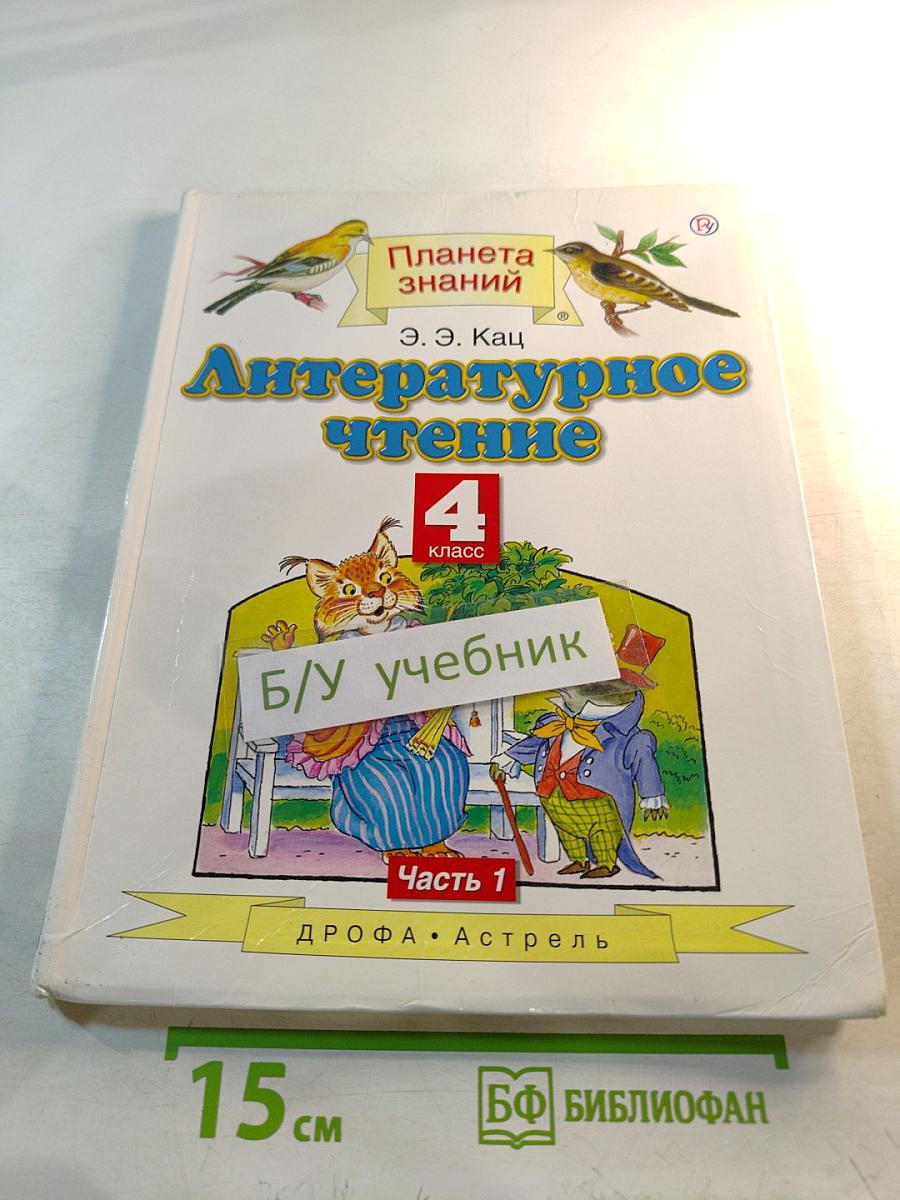 Планета
знаний
®
Э. Э. Кац
Литературное
чтение
4
класс
Б/У учебник
Часть 1
ДРОФА • Астрель
15 см
БФ БИБЛИОФАН